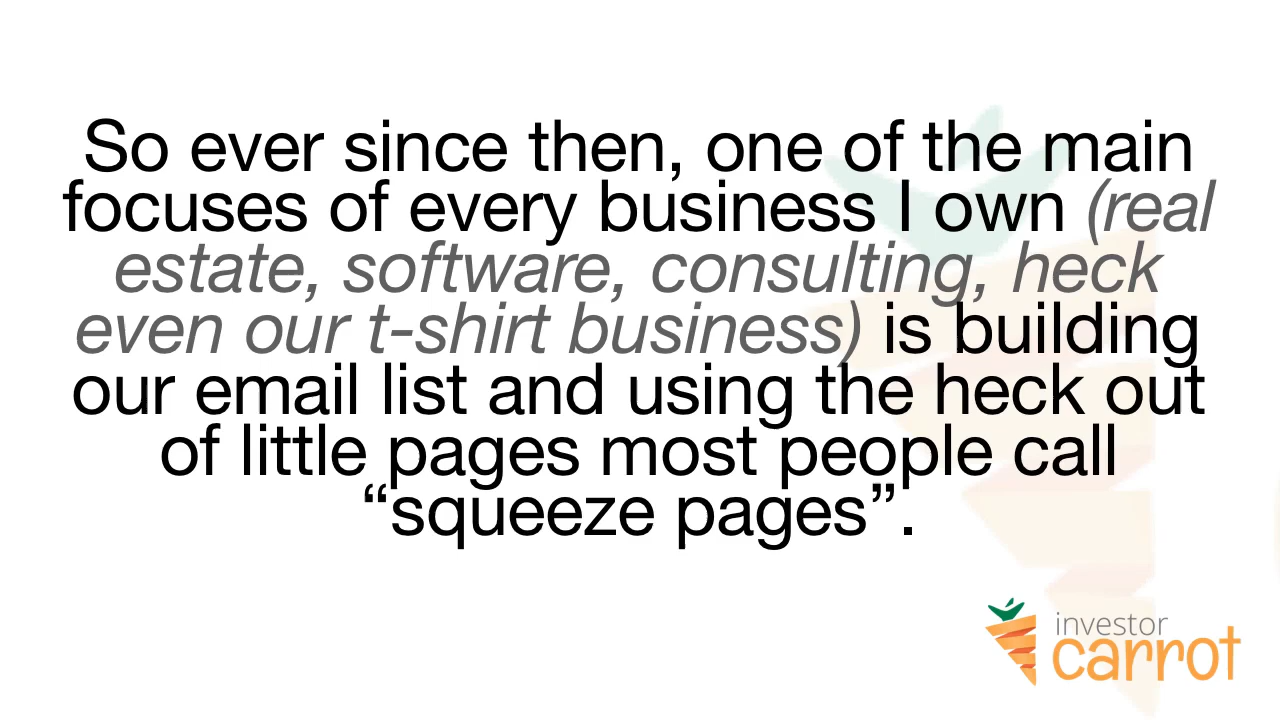 So ever since then, one of the main
focuses of every business I own (real
estate, software, consulting, heck
even our t-shirt business) is building
our email list and using the heck out
of little pages most people call
“squeeze pages”.
investor
carrot